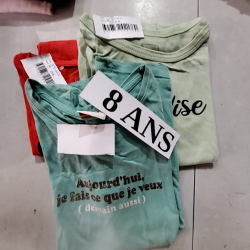 8 ANS
ise
Aujourd'hui,
je fais ce que je veux
( demain aussi )